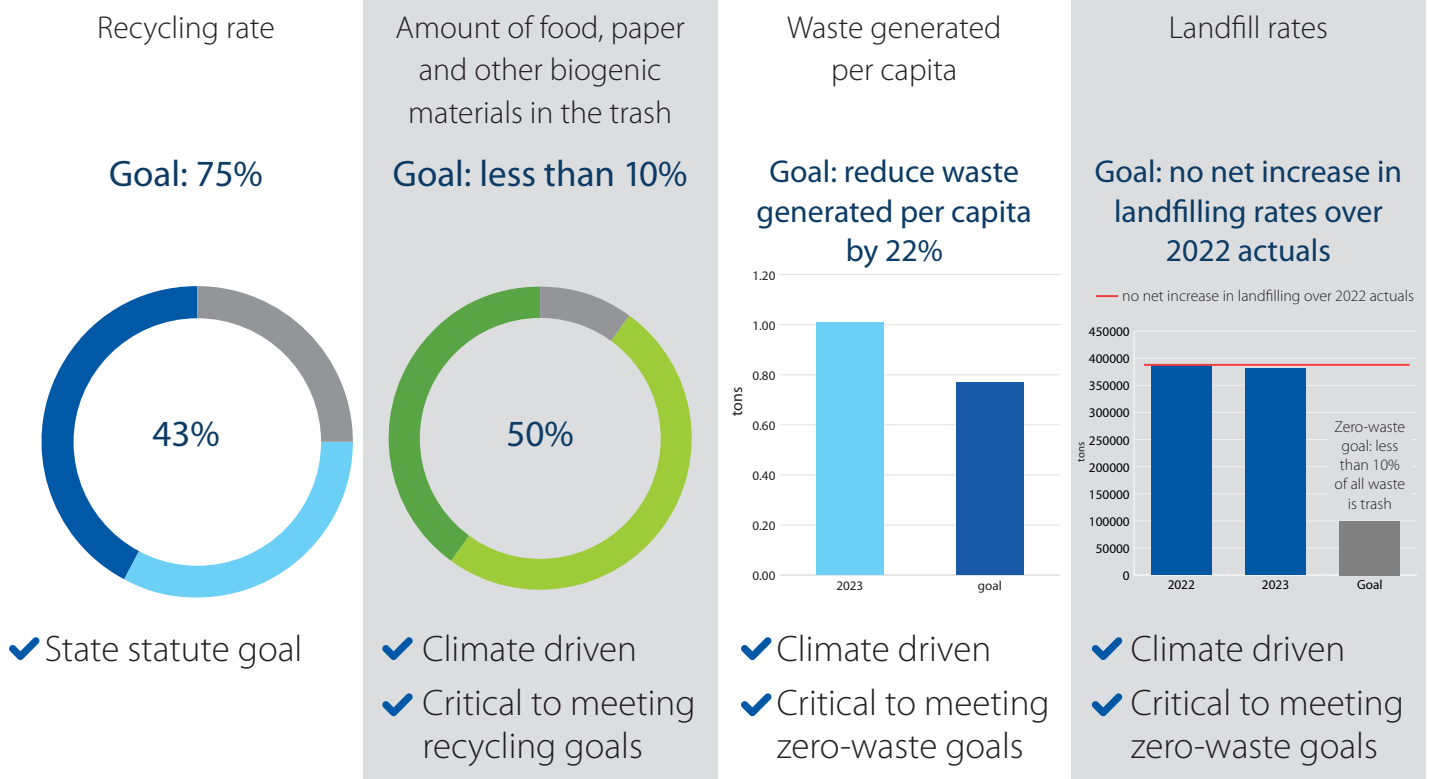 Recycling rate
Goal: 75%
43%
State statute goal
Amount of food, paper
and other biogenic
materials in the trash
Goal: less than 10%
50%
Climate driven
Critical to meeting
recycling goals
Waste generated
per capita
Goal: reduce waste
generated per capita
by 22%
1.20
1.00
0.80
0.60
0.40
0.20
0.00
tons
2023
goal
Climate driven
Critical to meeting
zero-waste goals
Landfill rates
Goal: no net increase in
landfilling rates over
2022 actuals
no net increase in landfilling over 2022 actuals
450000
400000
350000
300000
250000
200000
150000
100000
50000
0
tons
Zero-waste
goal: less
than 10%
of all waste
is trash
2022
2023
Goal
Climate driven
Critical to meeting
zero-waste goals